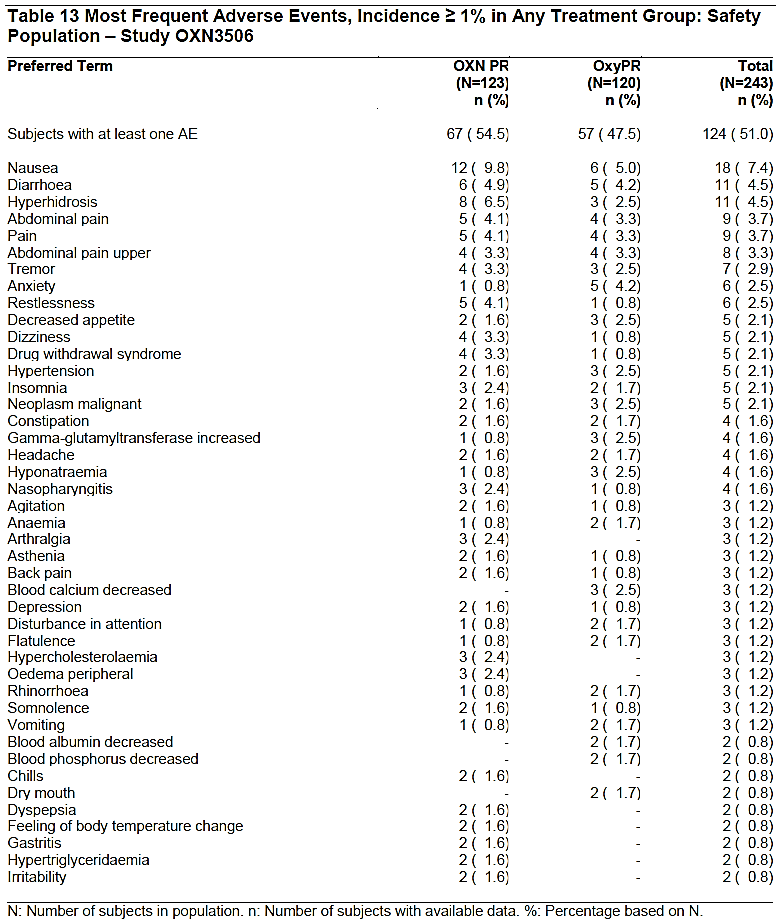 Table 13 Most Frequent Adverse Events, Incidence ≥ 1% in Any Treatment Group: Safety
Population – Study OXN3506
Preferred Term OXN PR OxyPR Total
(N=123) (N=120) (N=243)
n (%) n (%) n (%)
Subjects with at least one AE 67 ( 54.5) 57 ( 47.5) 124 ( 51.0)
Nausea 12 ( 9.8) 6 ( 5.0) 18 ( 7.4)
Diarrhoea 6 ( 4.9) 5 ( 4.2) 11 ( 4.5)
Hyperhidrosis 8 ( 6.5) 3 ( 2.5) 11 ( 4.5)
Abdominal pain 5 ( 4.1) 4 ( 3.3) 9 ( 3.7)
Pain 5 ( 4.1) 4 ( 3.3) 9 ( 3.7)
Abdominal pain upper 4 ( 3.3) 4 ( 3.3) 8 ( 3.3)
Tremor 4 ( 3.3) 3 ( 2.5) 7 ( 2.9)
Anxiety 1 ( 0.8) 5 ( 4.2) 6 ( 2.5)
Restlessness 5 ( 4.1) 1 ( 0.8) 6 ( 2.5)
Decreased appetite 2 ( 1.6) 3 ( 2.5) 5 ( 2.1)
Dizziness 4 ( 3.3) 1 ( 0.8) 5 ( 2.1)
Drug withdrawal syndrome 4 ( 3.3) 1 ( 0.8) 5 ( 2.1)
Hypertension 2 ( 1.6) 3 ( 2.5) 5 ( 2.1)
Insomnia 3 ( 2.4) 2 ( 1.7) 5 ( 2.1)
Neoplasm malignant 2 ( 1.6) 3 ( 2.5) 5 ( 2.1)
Constipation 2 ( 1.6) 2 ( 1.7) 4 ( 1.6)
Gamma-glutamyltransferase increased 1 ( 0.8) 3 ( 2.5) 4 ( 1.6)
Headache 2 ( 1.6) 2 ( 1.7) 4 ( 1.6)
Hyponatraemia 1 ( 0.8) 3 ( 2.5) 4 ( 1.6)
Nasopharyngitis 3 ( 2.4) 1 ( 0.8) 4 ( 1.6)
Agitation 2 ( 1.6) 1 ( 0.8) 3 ( 1.2)
Anaemia 1 ( 0.8) 2 ( 1.7) 3 ( 1.2)
Arthralgia 3 ( 2.4) - 3 ( 1.2)
Asthenia 2 ( 1.6) 1 ( 0.8) 3 ( 1.2)
Back pain 2 ( 1.6) 1 ( 0.8) 3 ( 1.2)
Blood calcium decreased - 3 ( 2.5) 3 ( 1.2)
Depression 2 ( 1.6) 1 ( 0.8) 3 ( 1.2)
Disturbance in attention 1 ( 0.8) 2 ( 1.7) 3 ( 1.2)
Flatulence 1 ( 0.8) 2 ( 1.7) 3 ( 1.2)
Hypercholesterolaemia 3 ( 2.4) - 3 ( 1.2)
Oedema peripheral 3 ( 2.4) - 3 ( 1.2)
Rhinorrhoea 1 ( 0.8) 2 ( 1.7) 3 ( 1.2)
Somnolence 2 ( 1.6) 1 ( 0.8) 3 ( 1.2)
Vomiting 1 ( 0.8) 2 ( 1.7) 3 ( 1.2)
Blood albumin decreased - 2 ( 1.7) 2 ( 0.8)
Blood phosphorus decreased - 2 ( 1.7) 2 ( 0.8)
Chills 2 ( 1.6) - 2 ( 0.8)
Dry mouth - 2 ( 1.7) 2 ( 0.8)
Dyspepsia 2 ( 1.6) - 2 ( 0.8)
Feeling of body temperature change 2 ( 1.6) - 2 ( 0.8)
Gastritis 2 ( 1.6) - 2 ( 0.8)
Hypertriglyceridaemia 2 ( 1.6) - 2 ( 0.8)
Irritability 2 ( 1.6) - 2 ( 0.8)
N: Number of subjects in population. n: Number of subjects with available data. %: Percentage based on N.